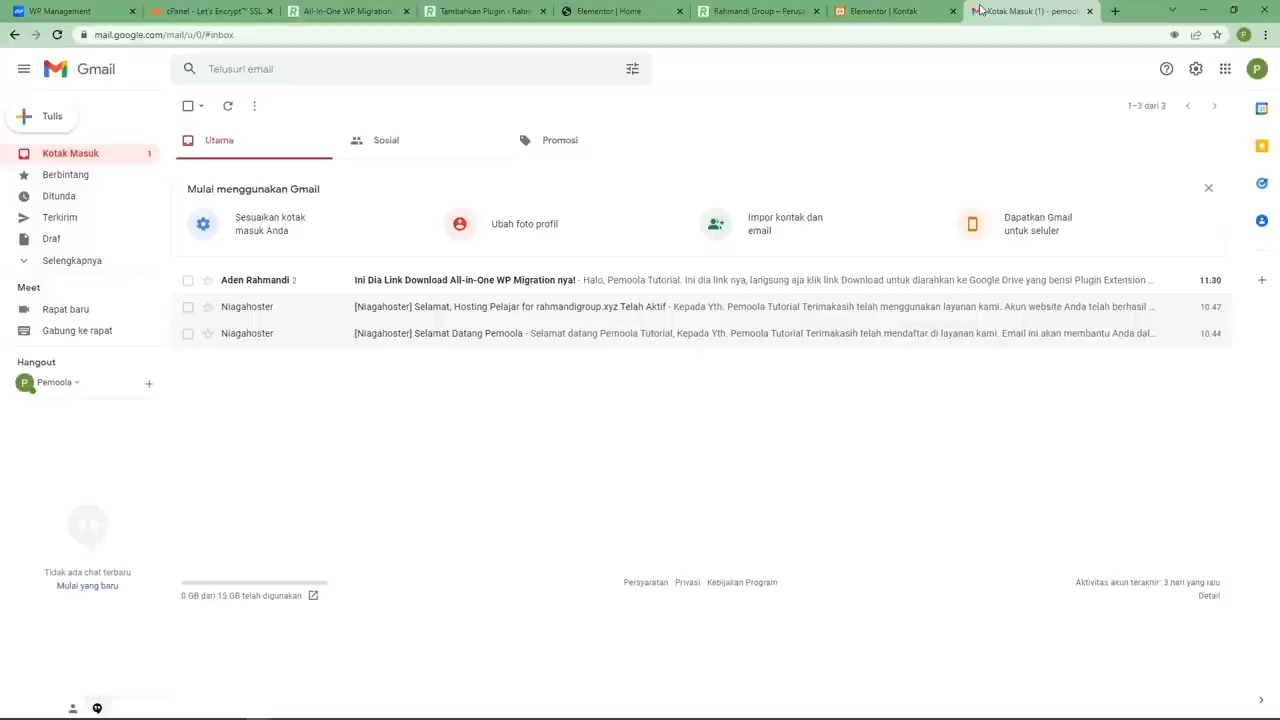 WP Management
cPanel - Let's Encrypt™ SSL
All-In-One WP Migration
Tambahkan Plugin ‹ Rahm
Elementor | Home
Rahmandi Group – Perusa
Elementor | Kontak
Kotak Masuk (1) - pemool
mail.google.com/mail/u/0/#inbox
P
Gmail
Telusuri email
P
Tulis
1–3 dari 3
Utama
Sosial
Promosi
Kotak Masuk 1
Berbintang
Ditunda
Terkirim
Draf
Selengkapnya
Meet
Rapat baru
Gabung ke rapat
Hangout
P Pemoola
Mulai menggunakan Gmail
Sesuaikan kotak
masuk Anda
Ubah foto profil
Impor kontak dan
email
Dapatkan Gmail
untuk seluler
Aden Rahmandi 2 Ini Dia Link Download All-in-One WP Migration nya! - Halo, Pemoola Tutorial. Ini dia link nya, langsung aja klik link Download untuk diarahkan ke Google Drive yang berisi Plugin Extension ... 11.30
Niagahoster [Niagahoster] Selamat, Hosting Pelajar for rahmandigroup.xyz Telah Aktif - Kepada Yth. Pemoola Tutorial Terimakasih telah menggunakan layanan kami. Akun website Anda telah berhasil ... 10.47
Niagahoster [Niagahoster] Selamat Datang Pemoola - Selamat datang Pemoola Tutorial, Kepada Yth. Pemoola Tutorial Terimakasih telah mendaftar di layanan kami. Email ini akan membantu Anda dal... 10.44
Tidak ada chat terbaru
Mulai yang baru
0 GB dari 15 GB telah digunakan
Persyaratan Privasi Kebijakan Program
Aktivitas akun terakhir: 3 hari yang lalu
Detail